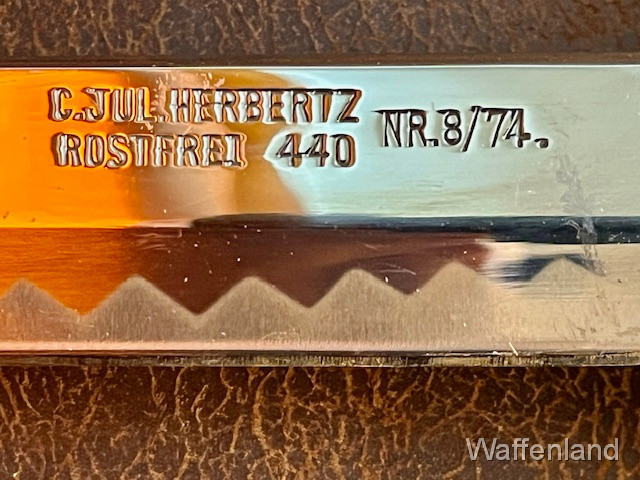 C.JUL.HERBERTZ
ROSTFREI 440
NR.8/74.
Waffenland